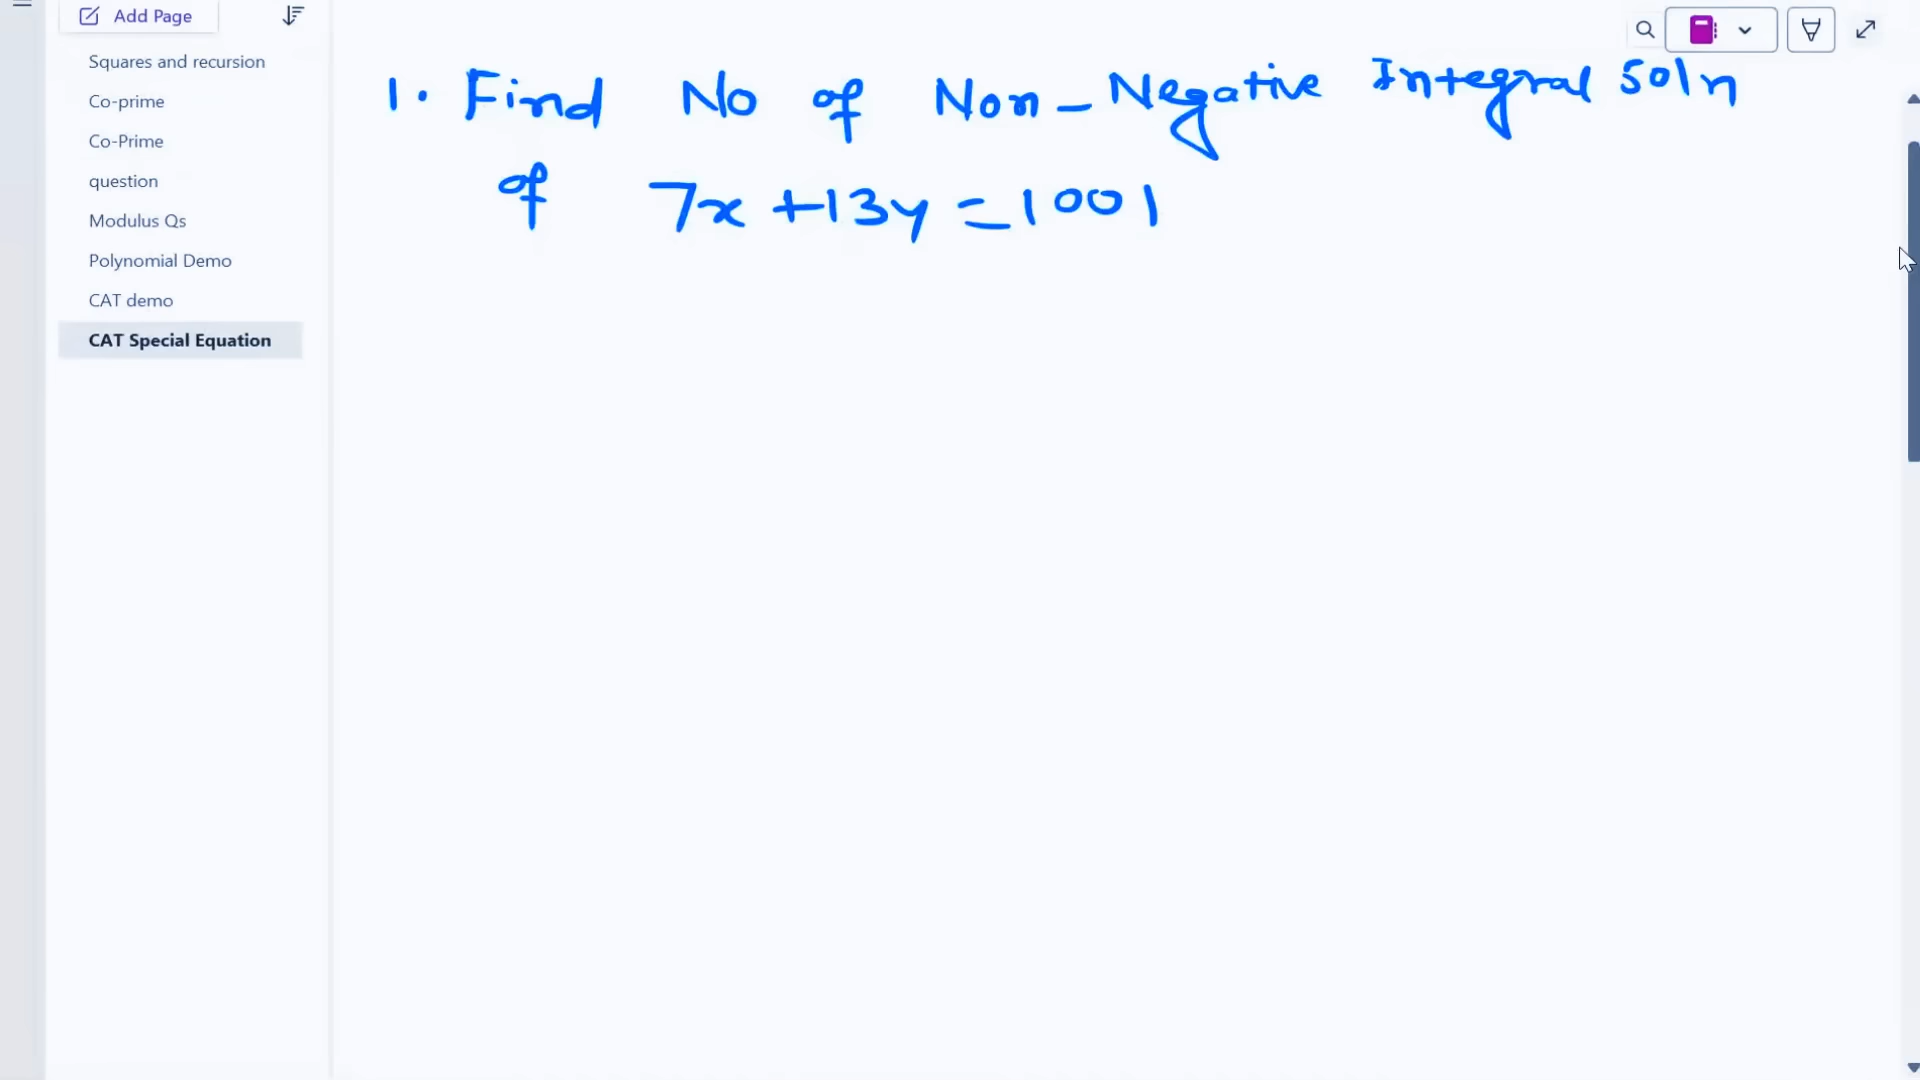 Add Page
Squares and recursion
Co-prime
Co-Prime
question
Modulus Qs
Polynomial Demo
CAT demo
CAT Special Equation
1. Find No of Non-Negative Integral Soln
of 7x +13y = 1001